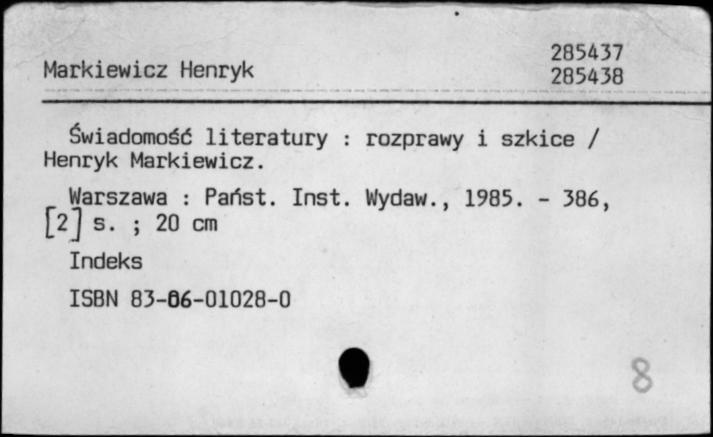 285437
Markiewicz Henryk
285438
Świadomość literatury : rozprawy i szkice /
Henryk Markiewicz.
Warszawa : Państ. Inst. Wydaw., 1985. - 386,
[2] s. ; 20 cm
Indeks
ISBN 83-06-01028-0
8